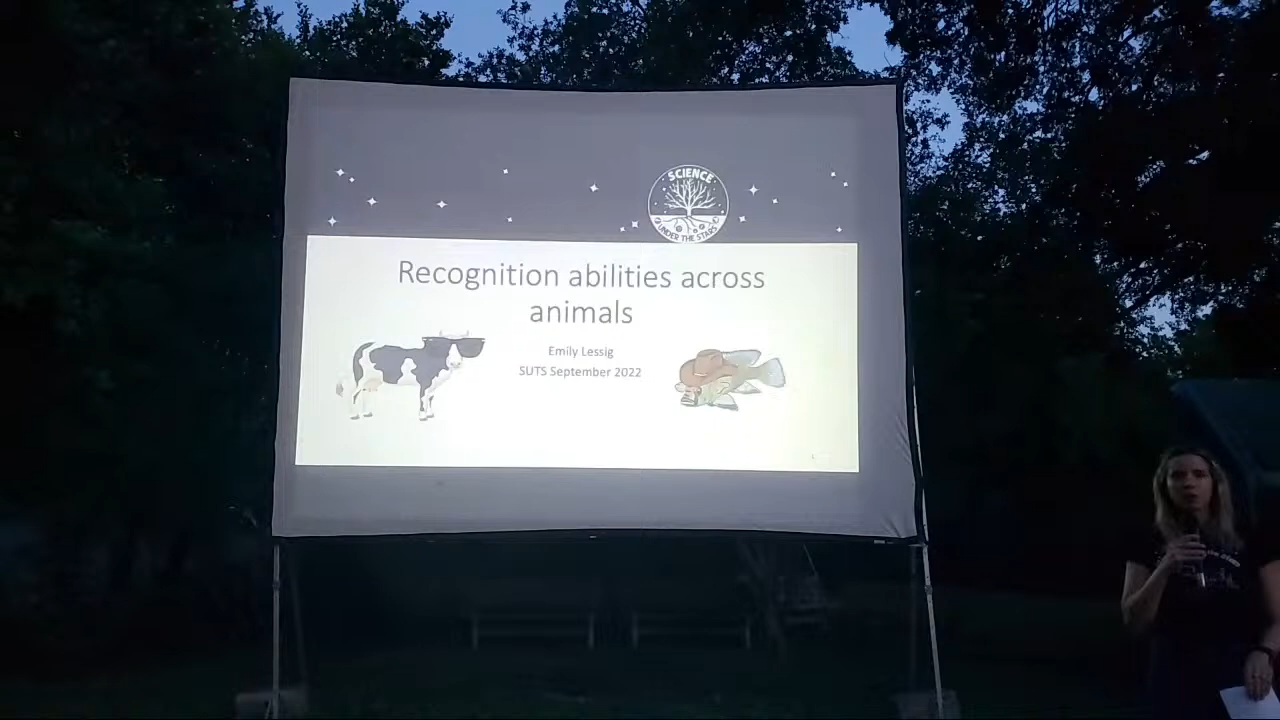 SCIENCE
UNDER THE STARS
Recognition abilities across
animals
Emily Lessig
SUTS September 2022